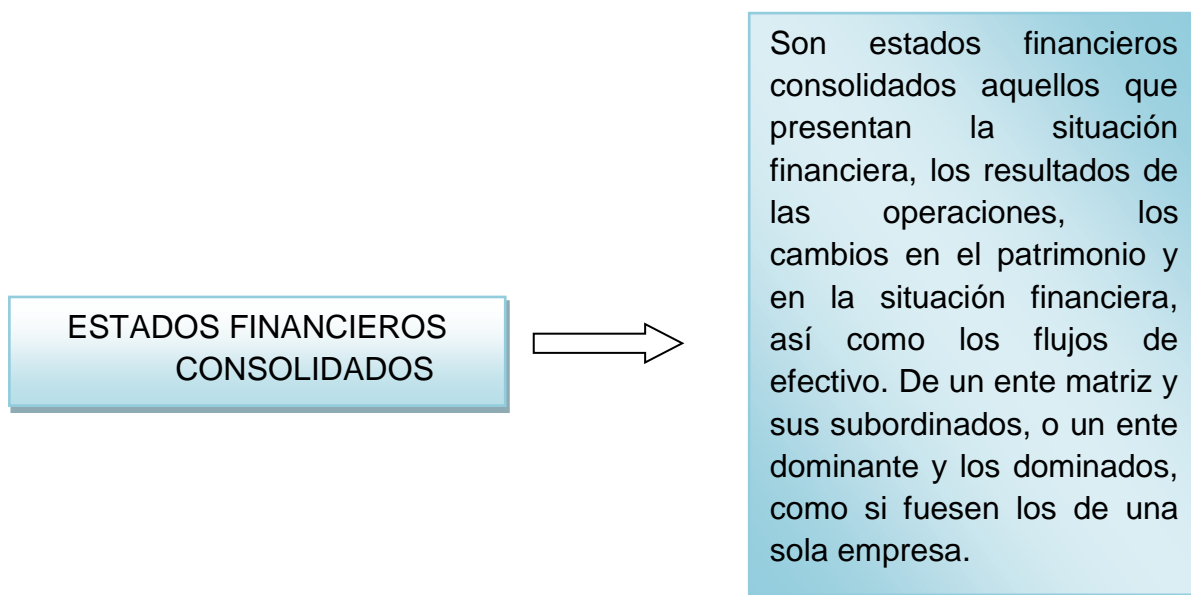 ESTADOS FINANCIEROS
CONSOLIDADOS
Son estados financieros
consolidados aquellos que
presentan la situación
financiera, los resultados de
las operaciones, los
cambios en el patrimonio y
en la situación financiera,
así como los flujos de
efectivo. De un ente matriz y
sus subordinados, o un ente
dominante y los dominados,
como si fuesen los de una
sola empresa.